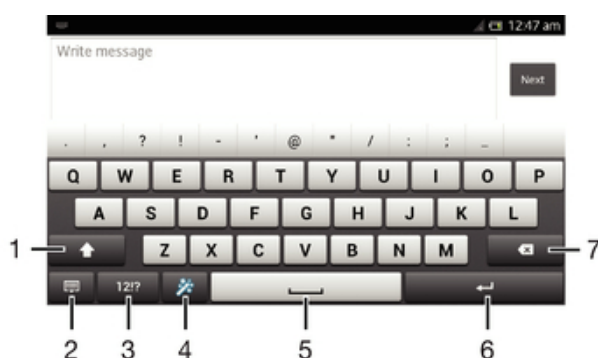 12:47 am
Write message
Next
. , ? ! - ' @ " / : ; _
Q W E R T Y U I O P
A S D F G H J K L
1 Z X C V B N M 7
12!?
2 3 4 5 6